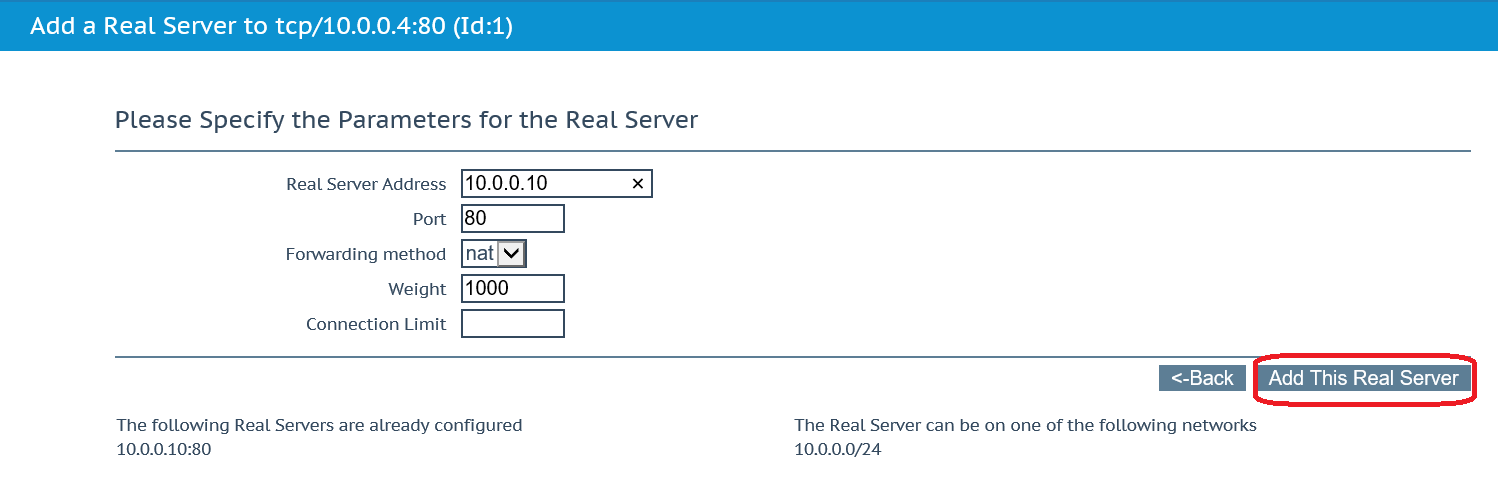 Add a Real Server to tcp/10.0.0.4:80 (Id:1)
Please Specify the Parameters for the Real Server
Real Server Address 10.0.0.10 ×
Port 80
Forwarding method nat
Weight 1000
Connection Limit
<-Back Add This Real Server
The following Real Servers are already configured The Real Server can be on one of the following networks
10.0.0.10:80 10.0.0.0/24